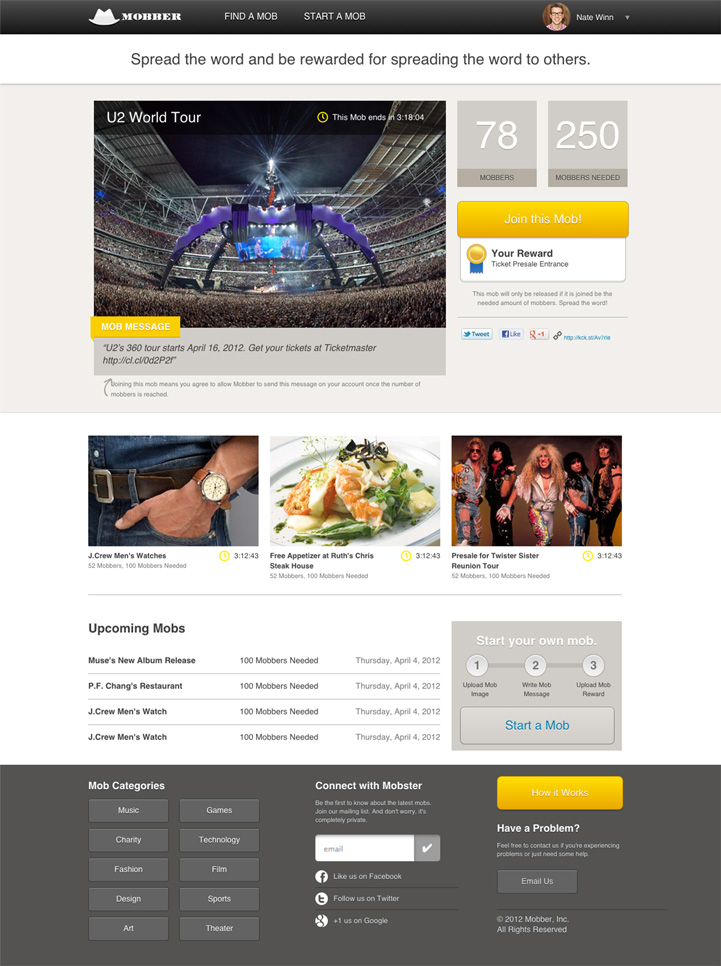 MOBBER
FIND A MOB
START A MOB
Nate Winn
Spread the word and be rewarded for spreading the word to others.
U2 World Tour
This Mob ends in 3:18:04
78
MOBBERS
250
MOBBERS NEEDED
Join this Mob!
Your Reward
Ticket Presale Entrance
This mob will only be released if it is joined be the
needed amount of mobbers. Spread the word!
Tweet
Like
+1
http://kck.st/Av7rie
MOB MESSAGE
“U2's 360 tour starts April 16, 2012. Get your tickets at Ticketmaster
http://cl.cl/0d2P2f”
Joining this mob means you agree to allow Mobber to send this message on your account once the number of
mobbers is reached.
J.Crew Men's Watches
3:12:43
52 Mobbers, 100 Mobbers Needed
Free Appetizer at Ruth's Chris
Steak House
3:12:43
52 Mobbers, 100 Mobbers Needed
Presale for Twister Sister
Reunion Tour
3:12:43
52 Mobbers, 100 Mobbers Needed
Upcoming Mobs
Muse's New Album Release
100 Mobbers Needed
Thursday, April 4, 2012
P.F. Chang's Restaurant
100 Mobbers Needed
Thursday, April 4, 2012
J.Crew Men's Watch
100 Mobbers Needed
Thursday, April 4, 2012
J.Crew Men's Watch
100 Mobbers Needed
Thursday, April 4, 2012
Start your own mob.
1
2
3
Upload Mob
Image
Write Mob
Message
Upload Mob
Reward
Start a Mob
Mob Categories
Music
Games
Charity
Technology
Fashion
Film
Design
Sports
Art
Theater
Connect with Mobster
Be the first to know about the latest mobs.
Join our mailing list. And don't worry, it's
completely private.
email
Like us on Facebook
Follow us on Twitter
+1 us on Google
How it Works
Have a Problem?
Feel free to contact us if you're experiencing
problems or just need some help.
Email Us
© 2012 Mobber, Inc.
All Rights Reserved